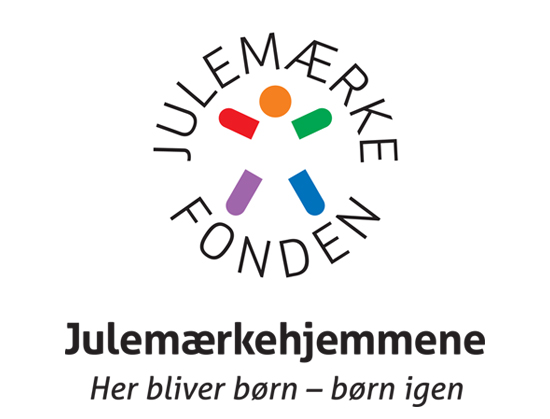 JULEMÆRKE
FONDEN
Julemærkehjemmene
Her bliver børn – børn igen